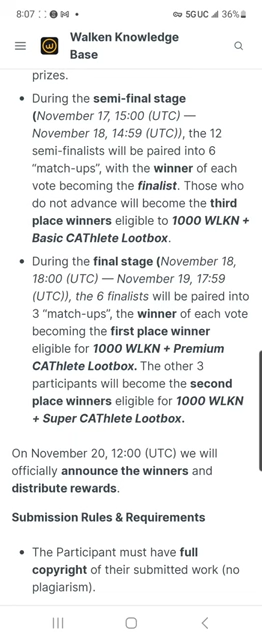 8:07
5GUC 36%
Walken Knowledge
Base
prizes.
• During the semi-final stage
(November 17, 15:00 (UTC) —
November 18, 14:59 (UTC)), the 12
semi-finalists will be paired into 6
“match-ups”, with the winner of each
vote becoming the finalist. Those who
do not advance will become the third
place winners eligible to 1000 WLKN +
Basic CAThlete Lootbox.
• During the final stage (November 18,
18:00 (UTC) — November 19, 17:59
(UTC)), the 6 finalists will be paired into
3 “match-ups”, the winner of each vote
becoming the first place winner
eligible for 1000 WLKN + Premium
CAThlete Lootbox. The other 3
participants will become the second
place winners eligible for 1000 WLKN
+ Super CAThlete Lootbox.
On November 20, 12:00 (UTC) we will
officially announce the winners and
distribute rewards.
Submission Rules & Requirements
• The Participant must have full
copyright of their submitted work (no
plagiarism).